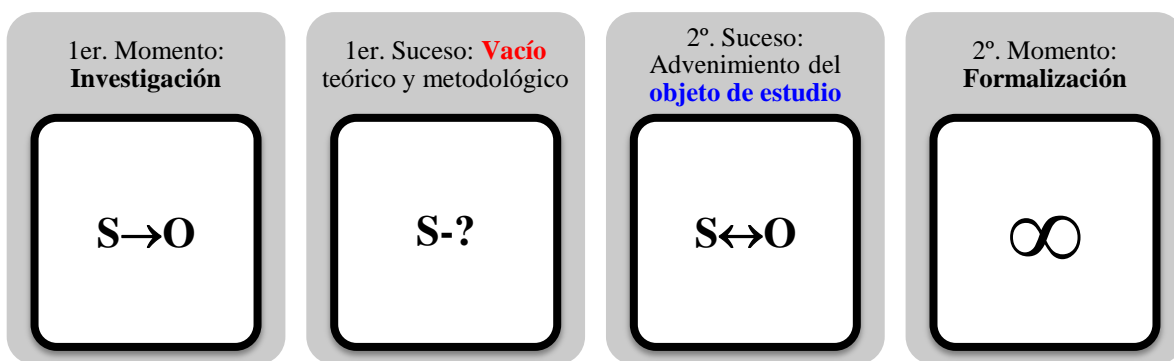 1er. Momento:
Investigación
S→O
1er. Suceso: Vacío
teórico y metodológico
S-?
2º. Suceso:
Advenimiento del
objeto de estudio
S↔O
2º. Momento:
Formalización
∞